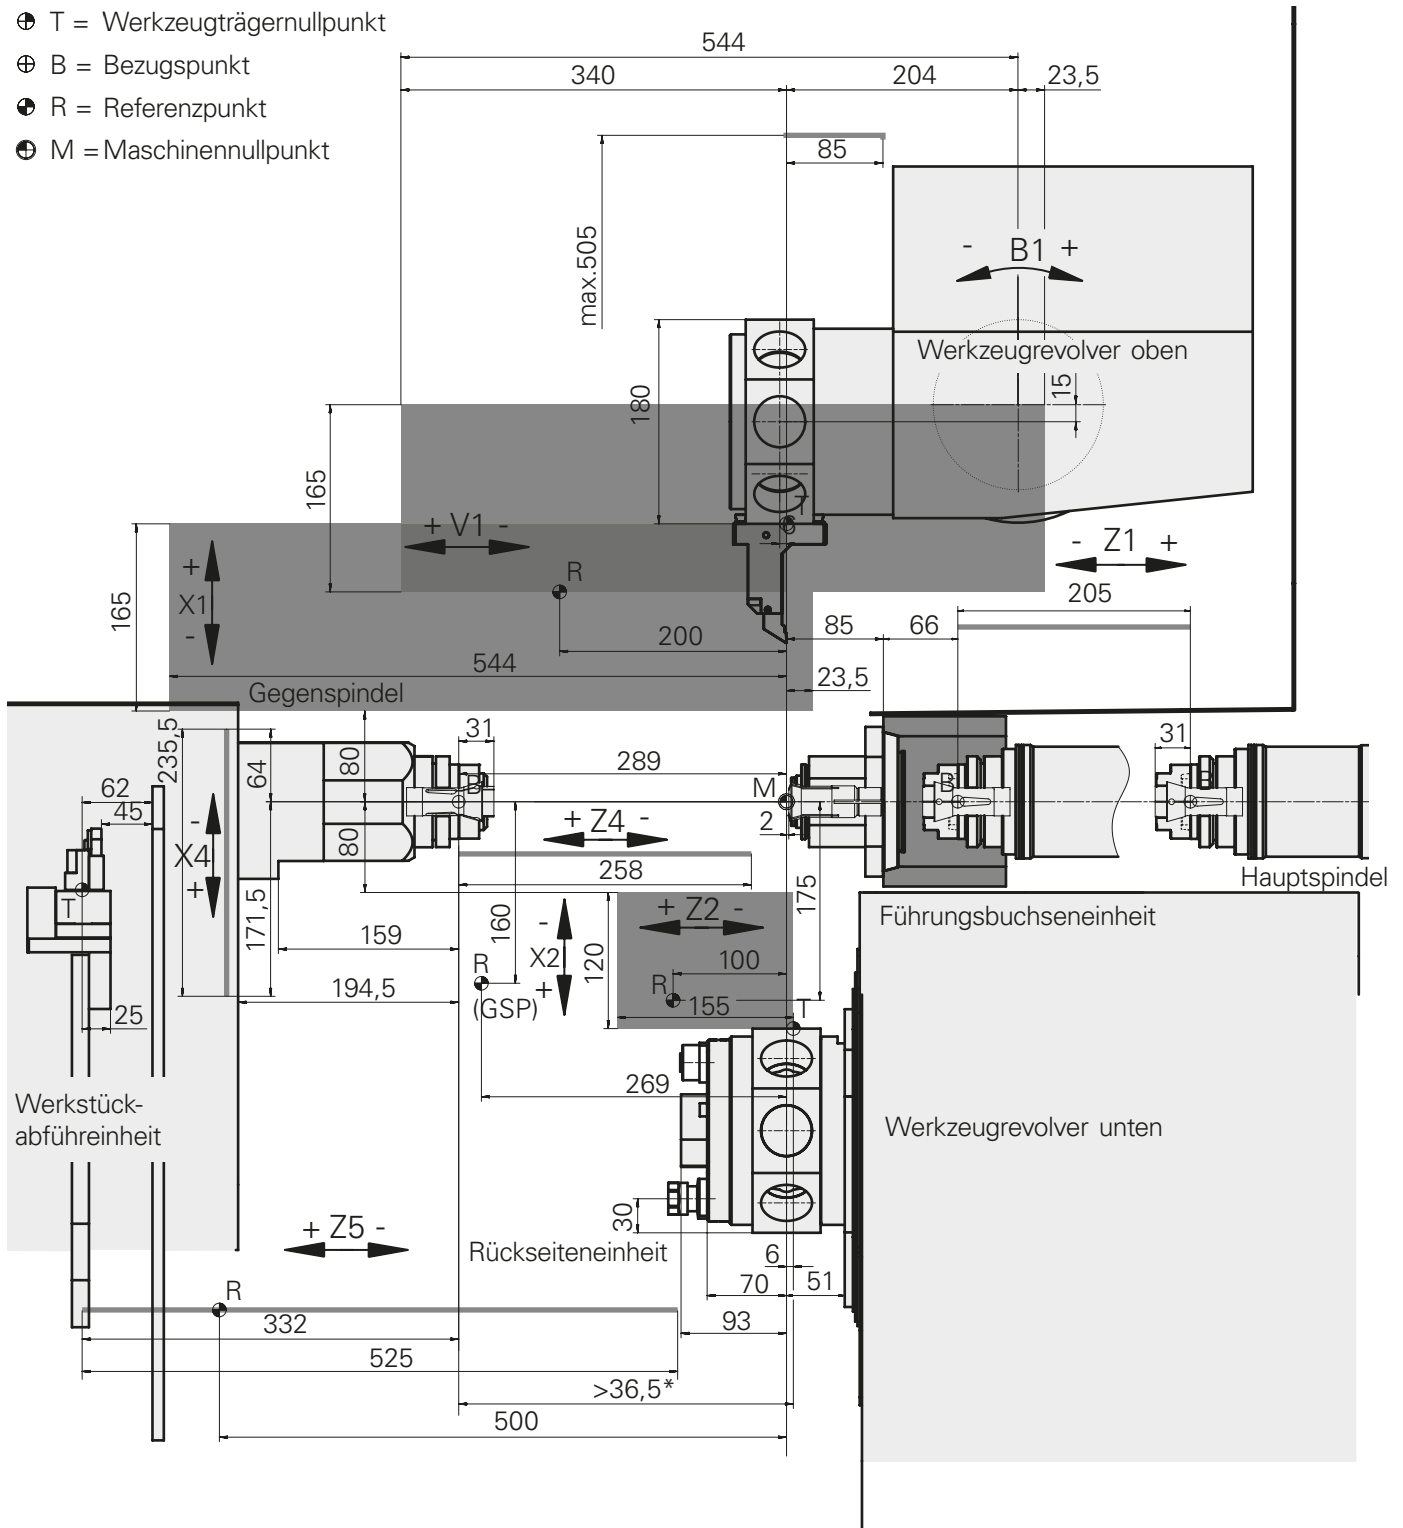 T = Werkzeugträgernullpunkt
B = Bezugspunkt
R = Referenzpunkt
M = Maschinennullpunkt
544
340
204
23,5
85
max.505
- B1 +
Werkzeugrevolver oben
15
180
165
+ V1 -
T
6
- Z1 +
R
205
165
+
X1
-
200
85
66
544
23,5
Gegenspindel
235,5
64
80
31
289
31
62
45
B
M
B
B
2
-
X4
+
80
+ Z4 -
258
Hauptspindel
T
171,5
160
175
159
-
X2
+
120
+ Z2 -
Führungsbuchseneinheit
R
(GSP)
R
100
194,5
155
T
25
269
Werkstück-
abführeinheit
Werkzeugrevolver unten
30
+ Z5 -
Rückseiteneinheit
6
70
51
R
332
93
525
>36,5*
500